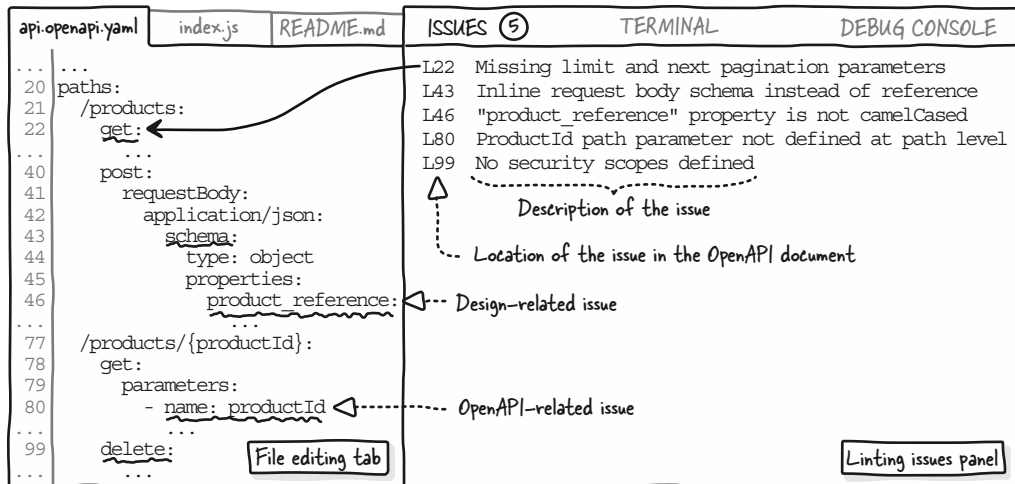 api.openapi.yaml index.js README.md
... ...
20 paths:
21 /products:
22 get:
... ...
40 post:
41 requestBody:
42 application/json:
43 schema:
44 type: object
45 properties:
46 product_reference:
... ...
77 /products/{productId}:
78 get:
79 parameters:
80 - name: productId
... ...
99 delete:
... ...
File editing tab
ISSUES 5 TERMINAL DEBUG CONSOLE
L22 Missing limit and next pagination parameters
L43 Inline request body schema instead of reference
L46 "product_reference" property is not camelCased
L80 ProductId path parameter not defined at path level
L99 No security scopes defined
Description of the issue
Location of the issue in the OpenAPI document
Design-related issue
OpenAPI-related issue
Linting issues panel